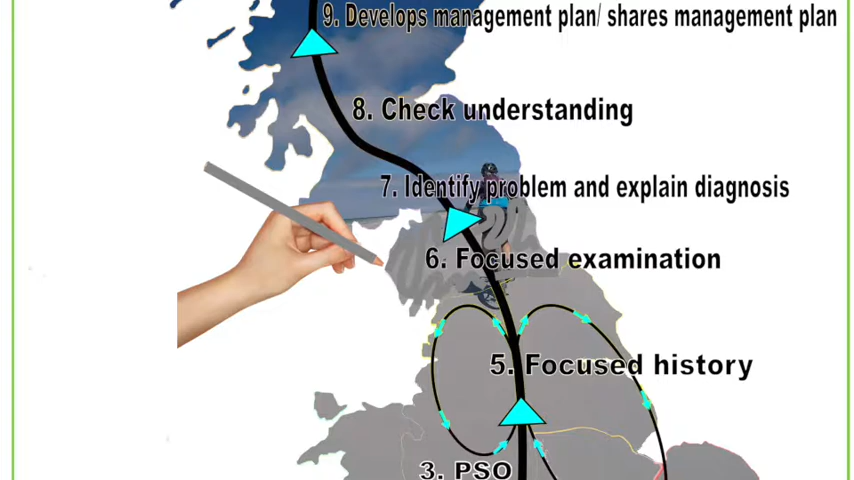 9. Develops management plan/ shares management plan
8. Check understanding
7. Identify problem and explain diagnosis
6. Focused examination
5. Focused history
3. PSO